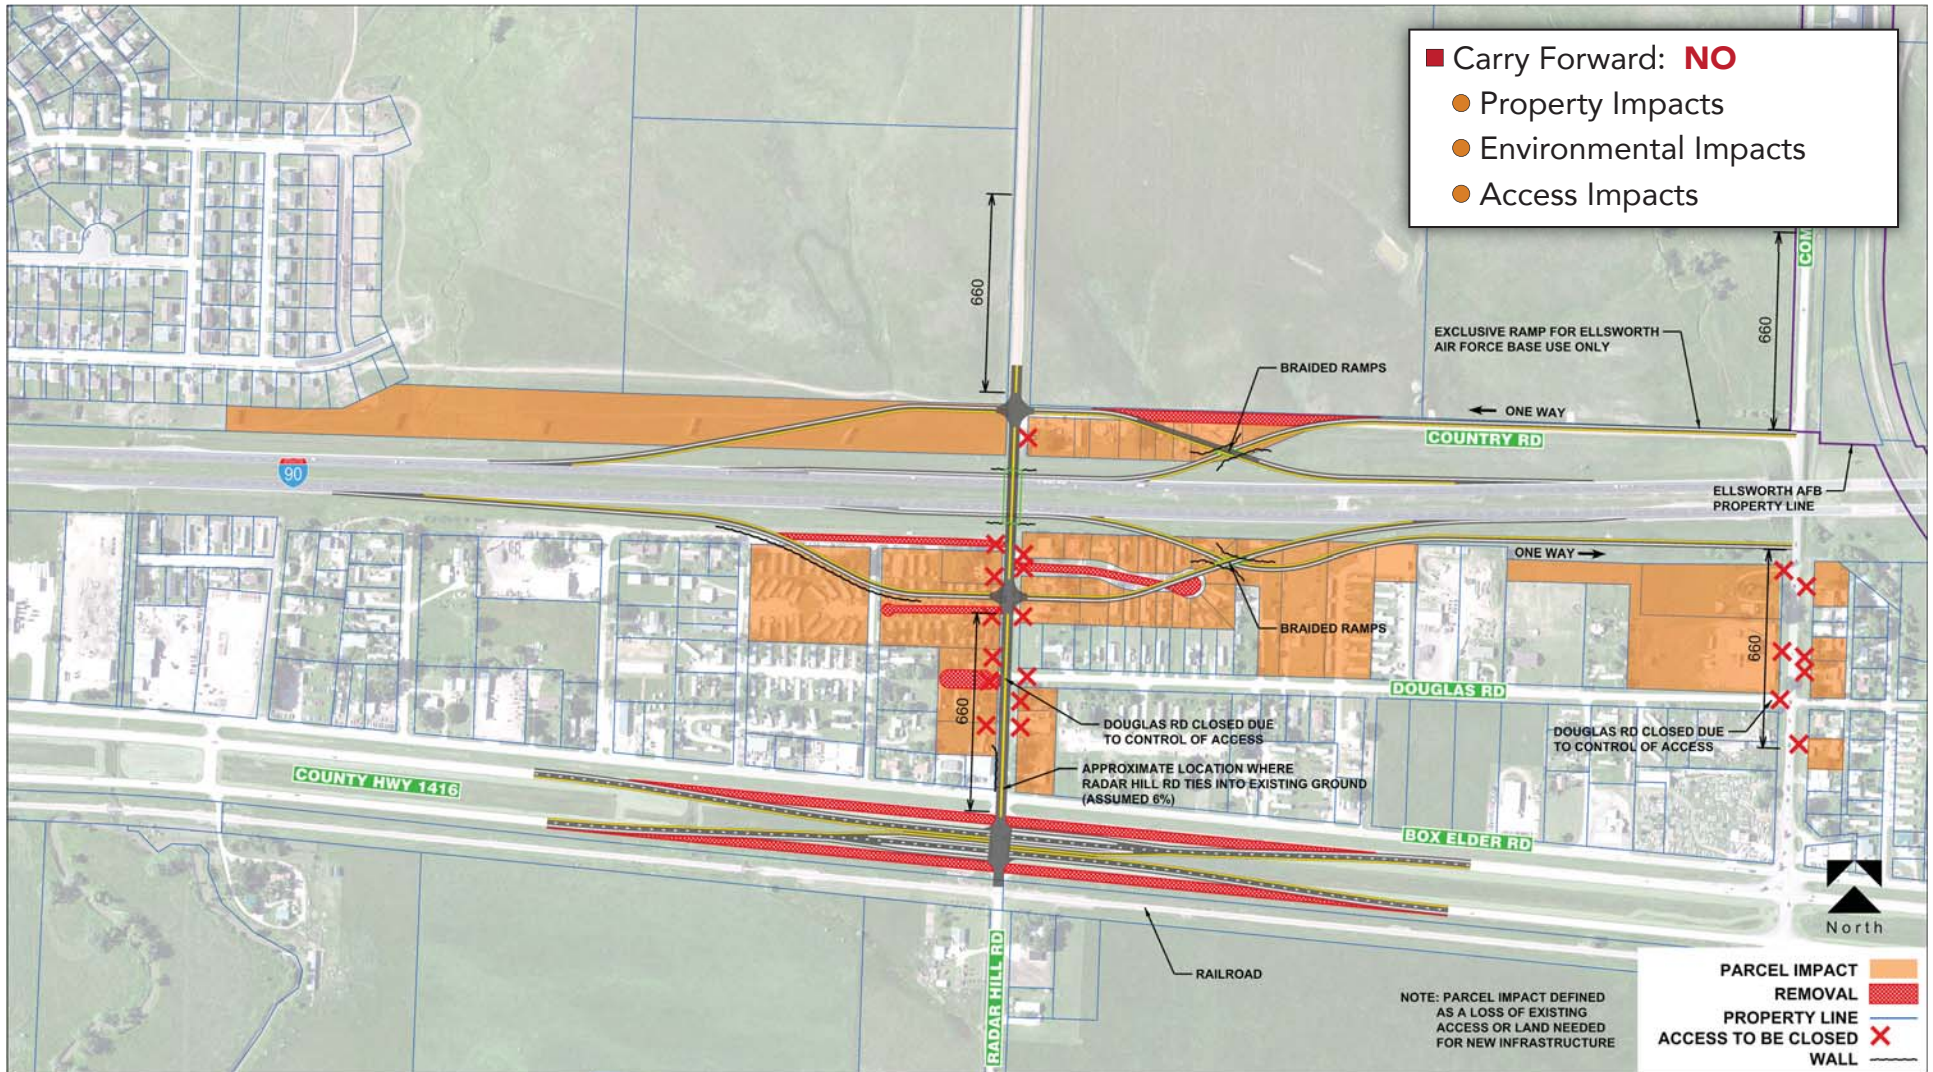 Carry Forward: NO
Property Impacts
Environmental Impacts
Access Impacts
COM
660
660
EXCLUSIVE RAMP FOR ELLSWORTH
AIR FORCE BASE USE ONLY
BRAIDED RAMPS
ONE WAY
COUNTRY RD
90
ELLSWORTH AFB
PROPERTY LINE
ONE WAY
BRAIDED RAMPS
660
660
DOUGLAS RD
DOUGLAS RD CLOSED DUE
TO CONTROL OF ACCESS
DOUGLAS RD CLOSED DUE
TO CONTROL OF ACCESS
APPROXIMATE LOCATION WHERE
RADAR HILL RD TIES INTO EXISTING GROUND
(ASSUMED 6%)
COUNTY HWY 1416
BOX ELDER RD
North
RADAR HILL RD
RAILROAD
NOTE: PARCEL IMPACT DEFINED
AS A LOSS OF EXISTING
ACCESS OR LAND NEEDED
FOR NEW INFRASTRUCTURE
PARCEL IMPACT
REMOVAL
PROPERTY LINE
ACCESS TO BE CLOSED
WALL